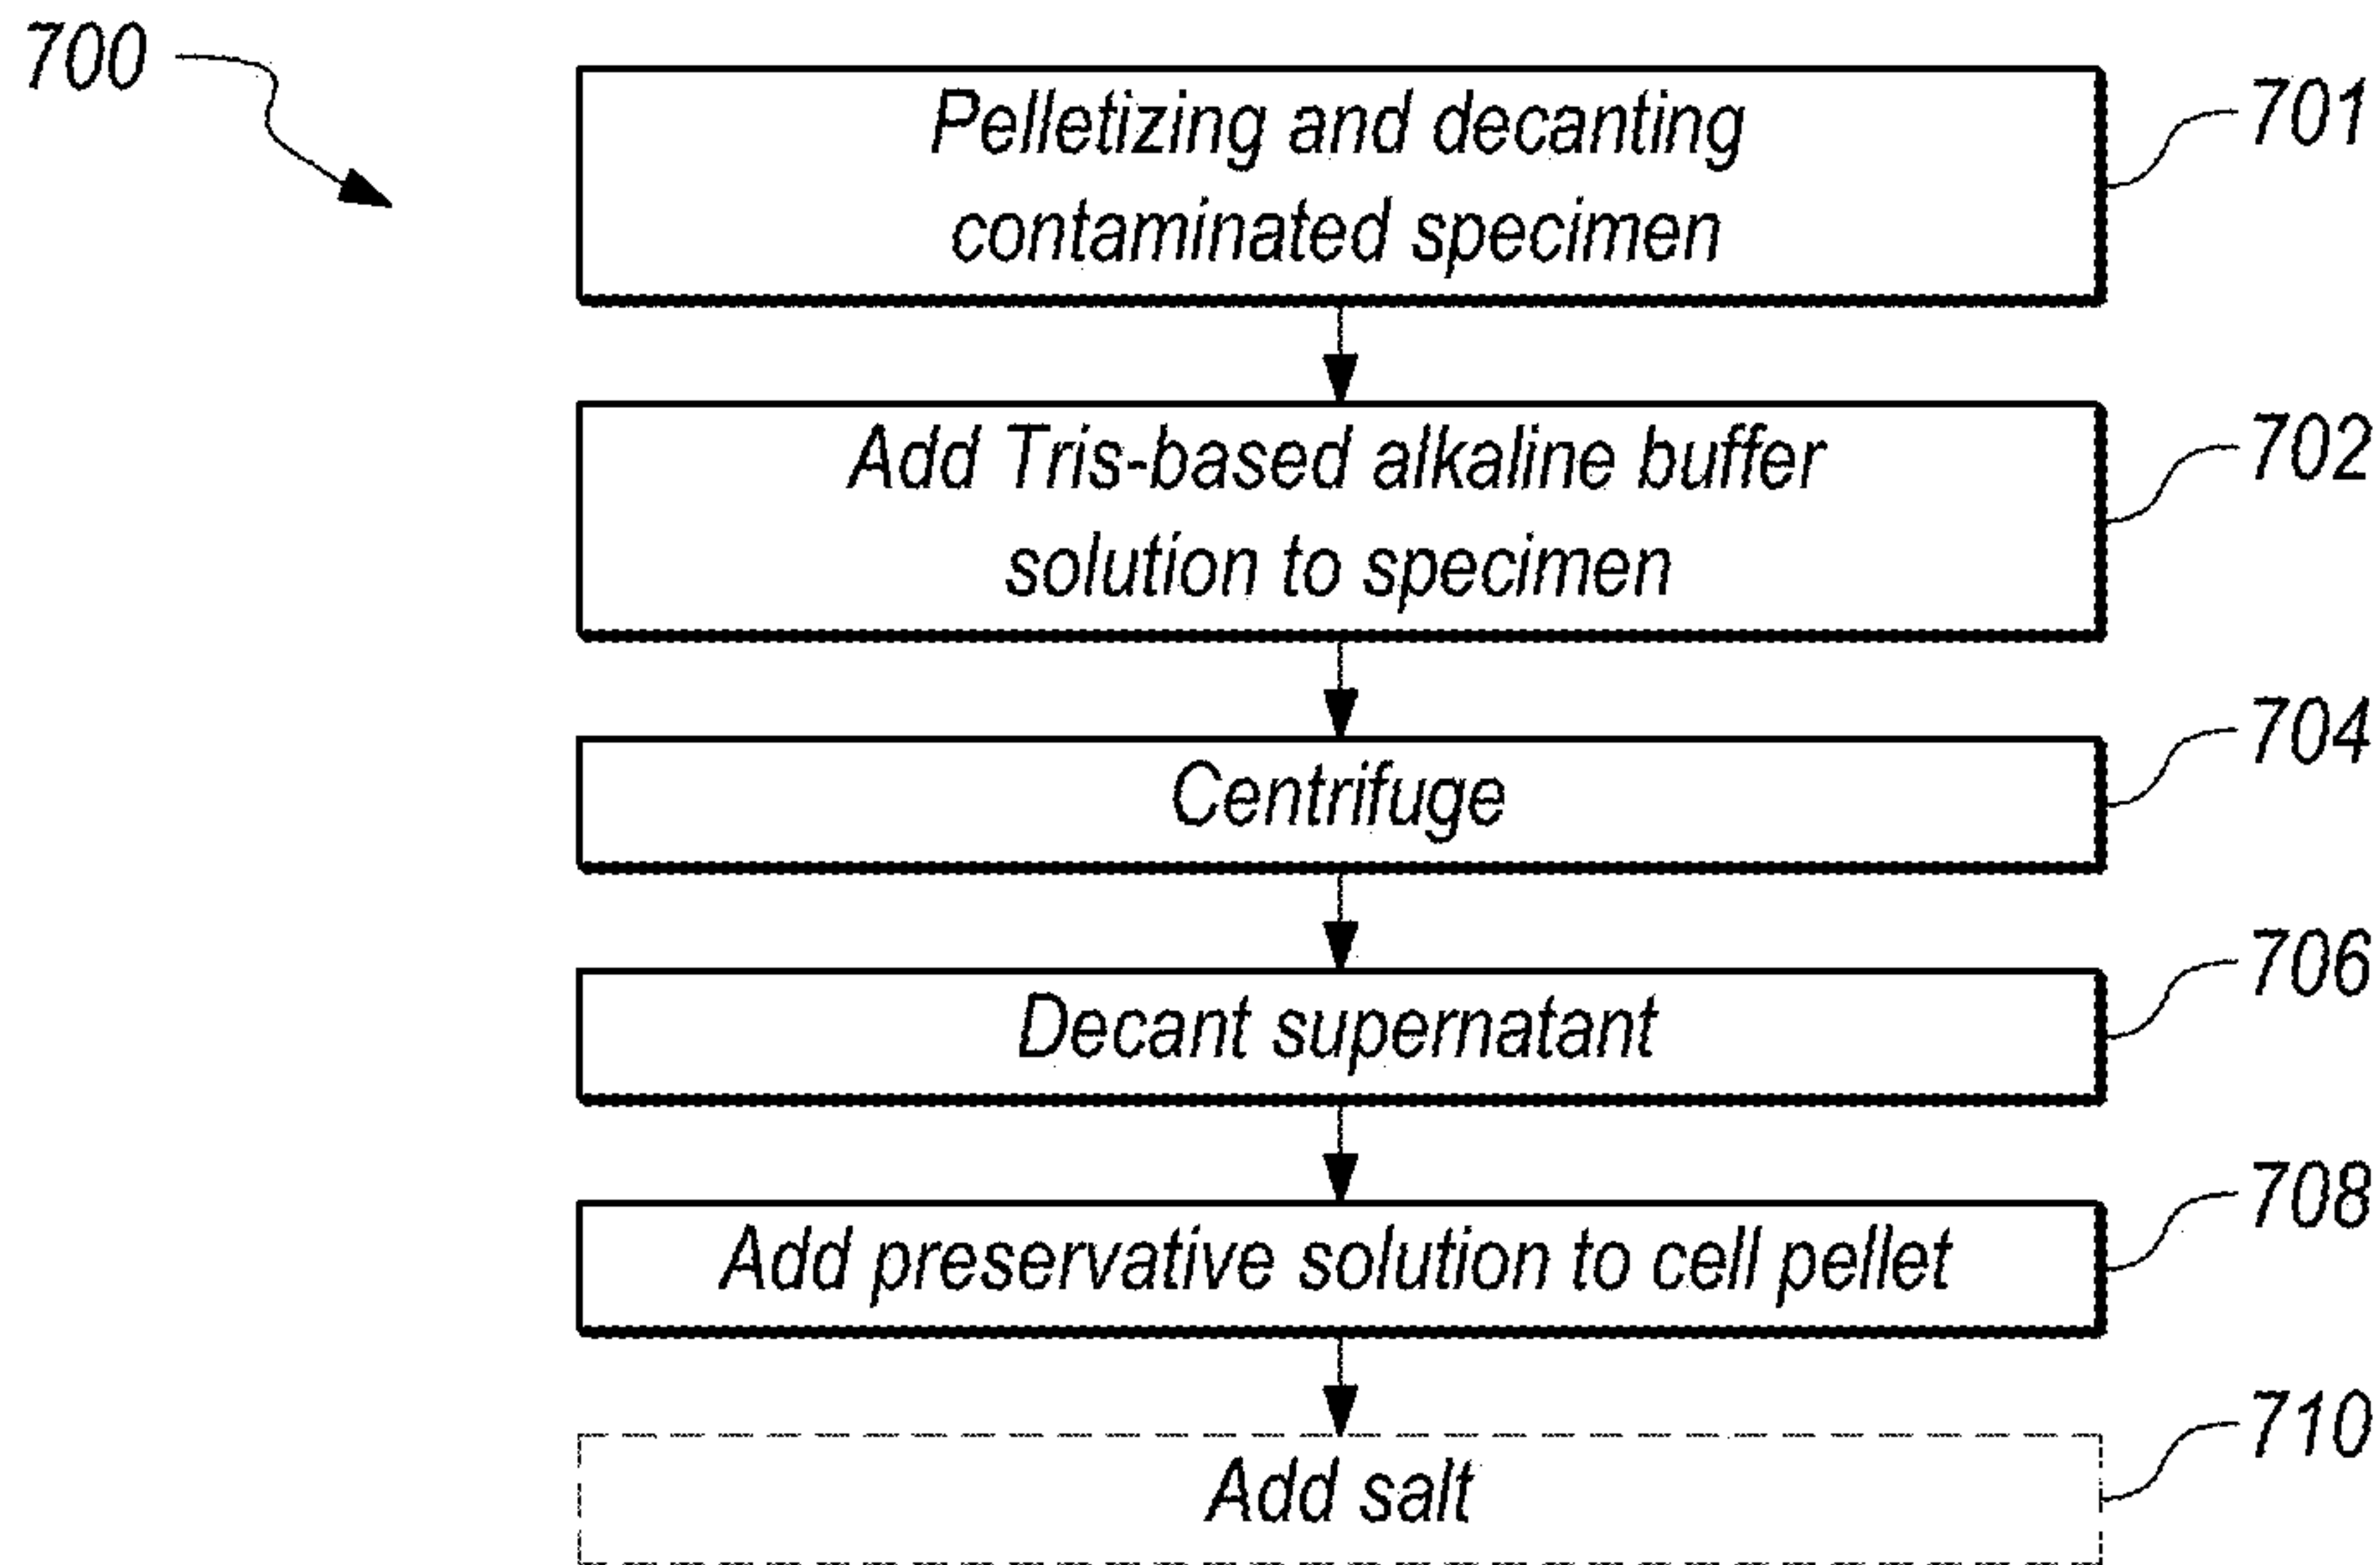 700
Pelletizing and decanting
contaminated specimen
701
Add Tris-based alkaline buffer
solution to specimen
702
Centrifuge
704
Decant supernatant
706
Add preservative solution to cell pellet
708
Add salt
710